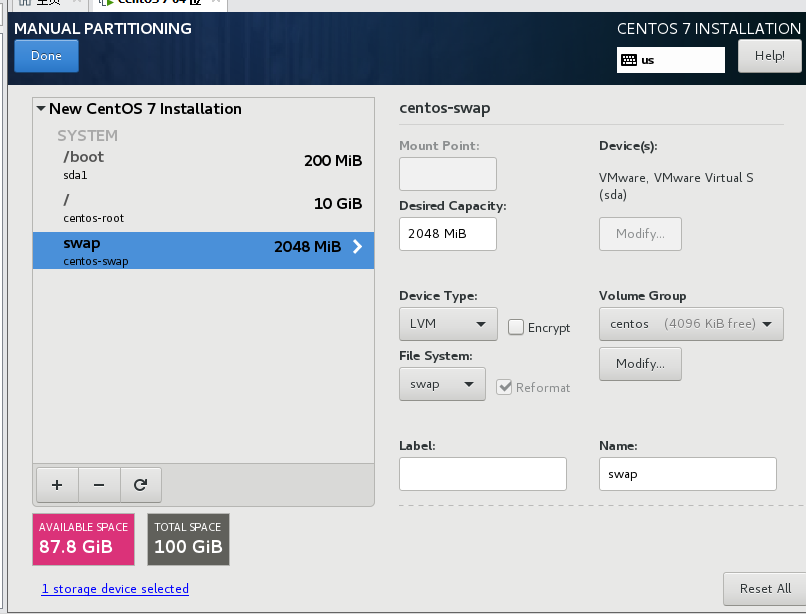 MANUAL PARTITIONING
CENTOS 7 INSTALLATION
Done
us
Help!
New CentOS 7 Installation
SYSTEM
/boot
200 MiB
sda1
/
10 GiB
centos-root
swap
2048 MiB
centos-swap
+
−
AVAILABLE SPACE
87.8 GiB
TOTAL SPACE
100 GiB
1 storage device selected
centos-swap
Mount Point:
Device(s):
VMware, VMware Virtual S
(sda)
Desired Capacity:
2048 MiB
Modify...
Device Type:
Volume Group
LVM
Encrypt
centos (4096 KiB free)
File System:
Modify...
swap
Reformat
Label:
Name:
swap
Reset All